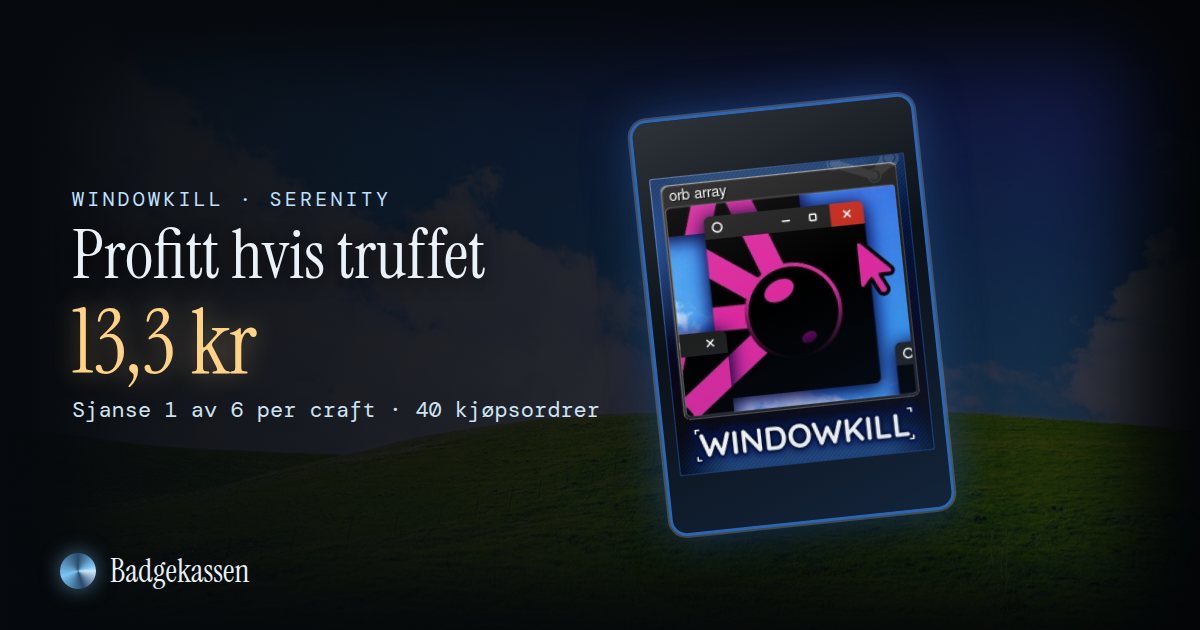 WINDOWKILL · SERENITY
Profitt hvis truffet
13,3 kr
Sjanse 1 av 6 per craft · 40 kjøpsordrer
Badgekassen
orb array
WINDOWKILL